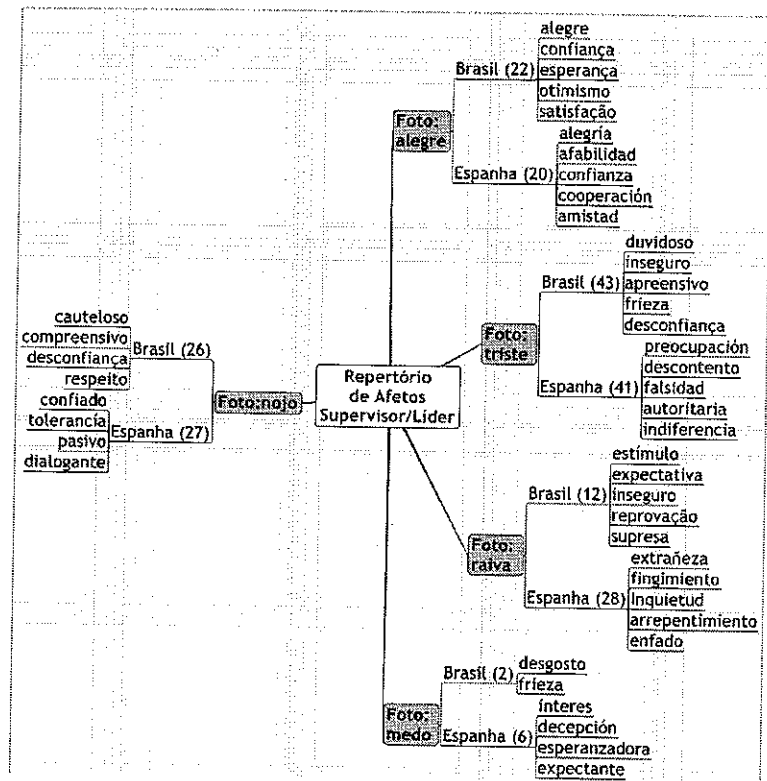 Repertório
de Afetos
Supervisor/Líder
Foto:
alegre
Brasil (22)
alegre
confiança
esperança
otimismo
satisfação
Espanha (20)
alegría
afabilidad
confianza
cooperación
amistad
Foto:
triste
Brasil (43)
duvidoso
inseguro
apreensivo
frieza
desconfiança
Espanha (41)
preocupación
descontento
falsidad
autoritaria
indiferencia
Foto:
raiva
Brasil (12)
estímulo
expectativa
inseguro
reprovação
supresa
Espanha (28)
extrañeza
fingimiento
Inquietud
arrepentimiento
enfado
Foto:
medo
Brasil (2)
desgosto
frieza
Espanha (6)
ínteres
decepción
esperanzadora
expectante
Foto:nojo
Brasil (26)
cauteloso
compreensivo
desconfiança
respeito
Espanha (27)
confiado
tolerancia
pasivo
dialogante